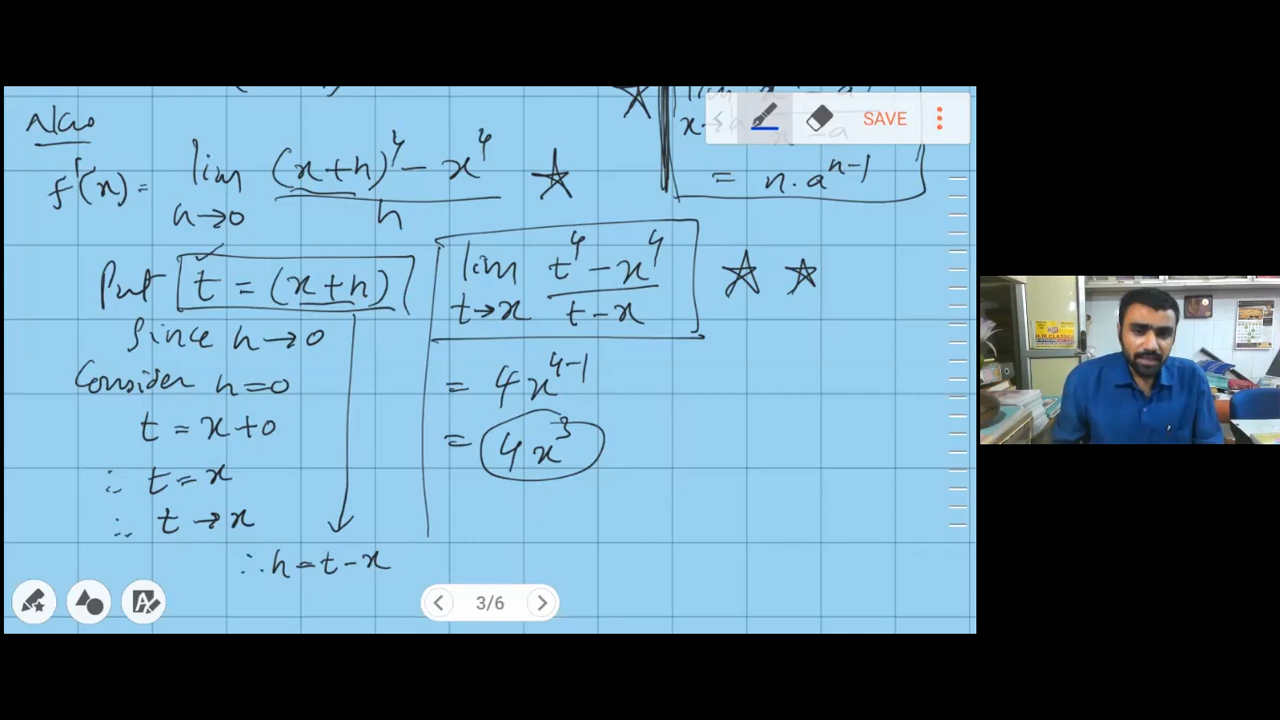 Now
f'(x) = lim h→0 (x+h)^4 − x^4 / h ☆
= n.a^n-1
SAVE
Put t = (x+h)
Since h→0
Consider h=0
t = x+0
∴ t = x
∴ t → x
∴ h = t−x
lim t→x t^4 − x^4 / t − x ☆ ☆
= 4x^4-1
= 4x^3
3/6